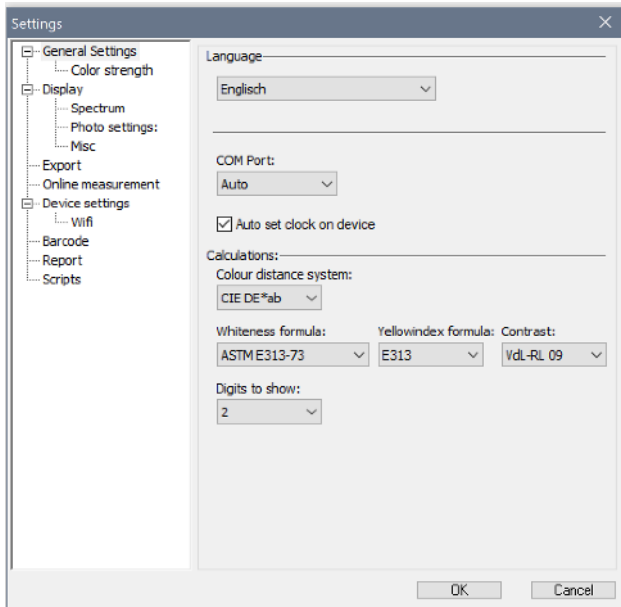 Settings
General Settings
Color strength
Display
Spectrum
Photo settings:
Misc
Export
Online measurement
Device settings
Wifi
Barcode
Report
Scripts
Language
Englisch
COM Port:
Auto
Auto set clock on device
Calculations:
Colour distance system:
CIE DE*ab
Whiteness formula: Yellowindex formula: Contrast:
ASTM E313-73 E313 VdL-RL 09
Digits to show:
2
OK Cancel